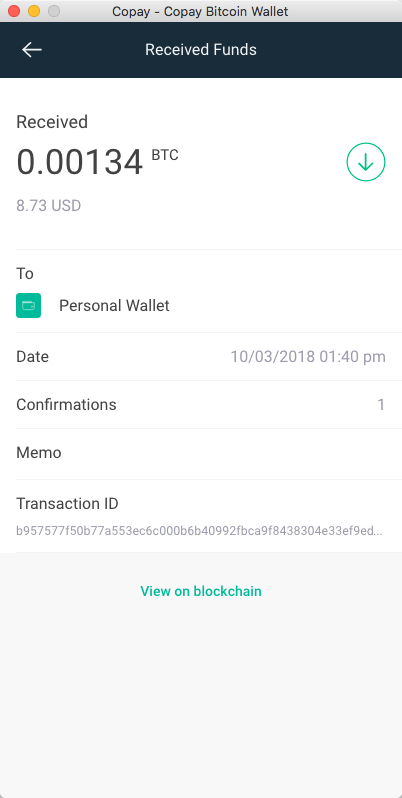 Copay - Copay Bitcoin Wallet
Received Funds
Received
0.00134 BTC
8.73 USD
To
Personal Wallet
Date 10/03/2018 01:40 pm
Confirmations 1
Memo
Transaction ID
b957577f50b77a553ec6c000b6b40992fbca9f8438304e33ef9ed...
View on blockchain